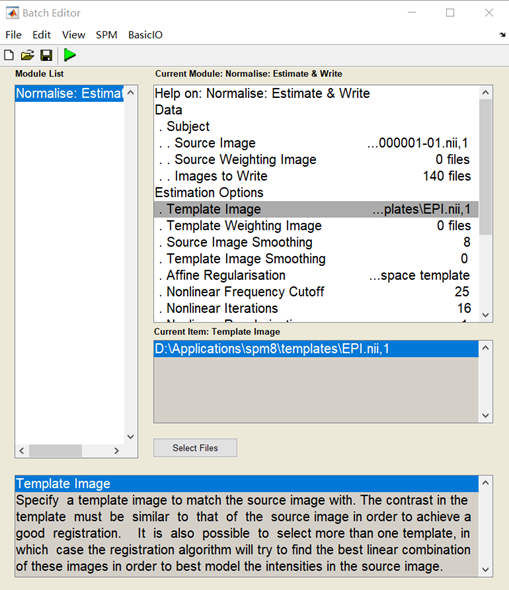 Batch Editor
File Edit View SPM BasicIO
Module List
Current Module: Normalise: Estimate & Write
Normalise: Estimat
Help on: Normalise: Estimate & Write
Data
. Subject
. . Source Image ...000001-01.nii,1
. . Source Weighting Image 0 files
. . Images to Write 140 files
Estimation Options
. Template Image ...plates\EPI.nii,1
. Template Weighting Image 0 files
. Source Image Smoothing 8
. Template Image Smoothing 0
. Affine Regularisation ...space template
. Nonlinear Frequency Cutoff 25
. Nonlinear Iterations 16
Current Item: Template Image
D:\Applications\spm8\templates\EPI.nii,1
Select Files
Template Image
Specify a template image to match the source image with. The contrast in the
template must be similar to that of the source image in order to achieve a
good registration. It is also possible to select more than one template, in
which case the registration algorithm will try to find the best linear combination
of these images in order to best model the intensities in the source image.